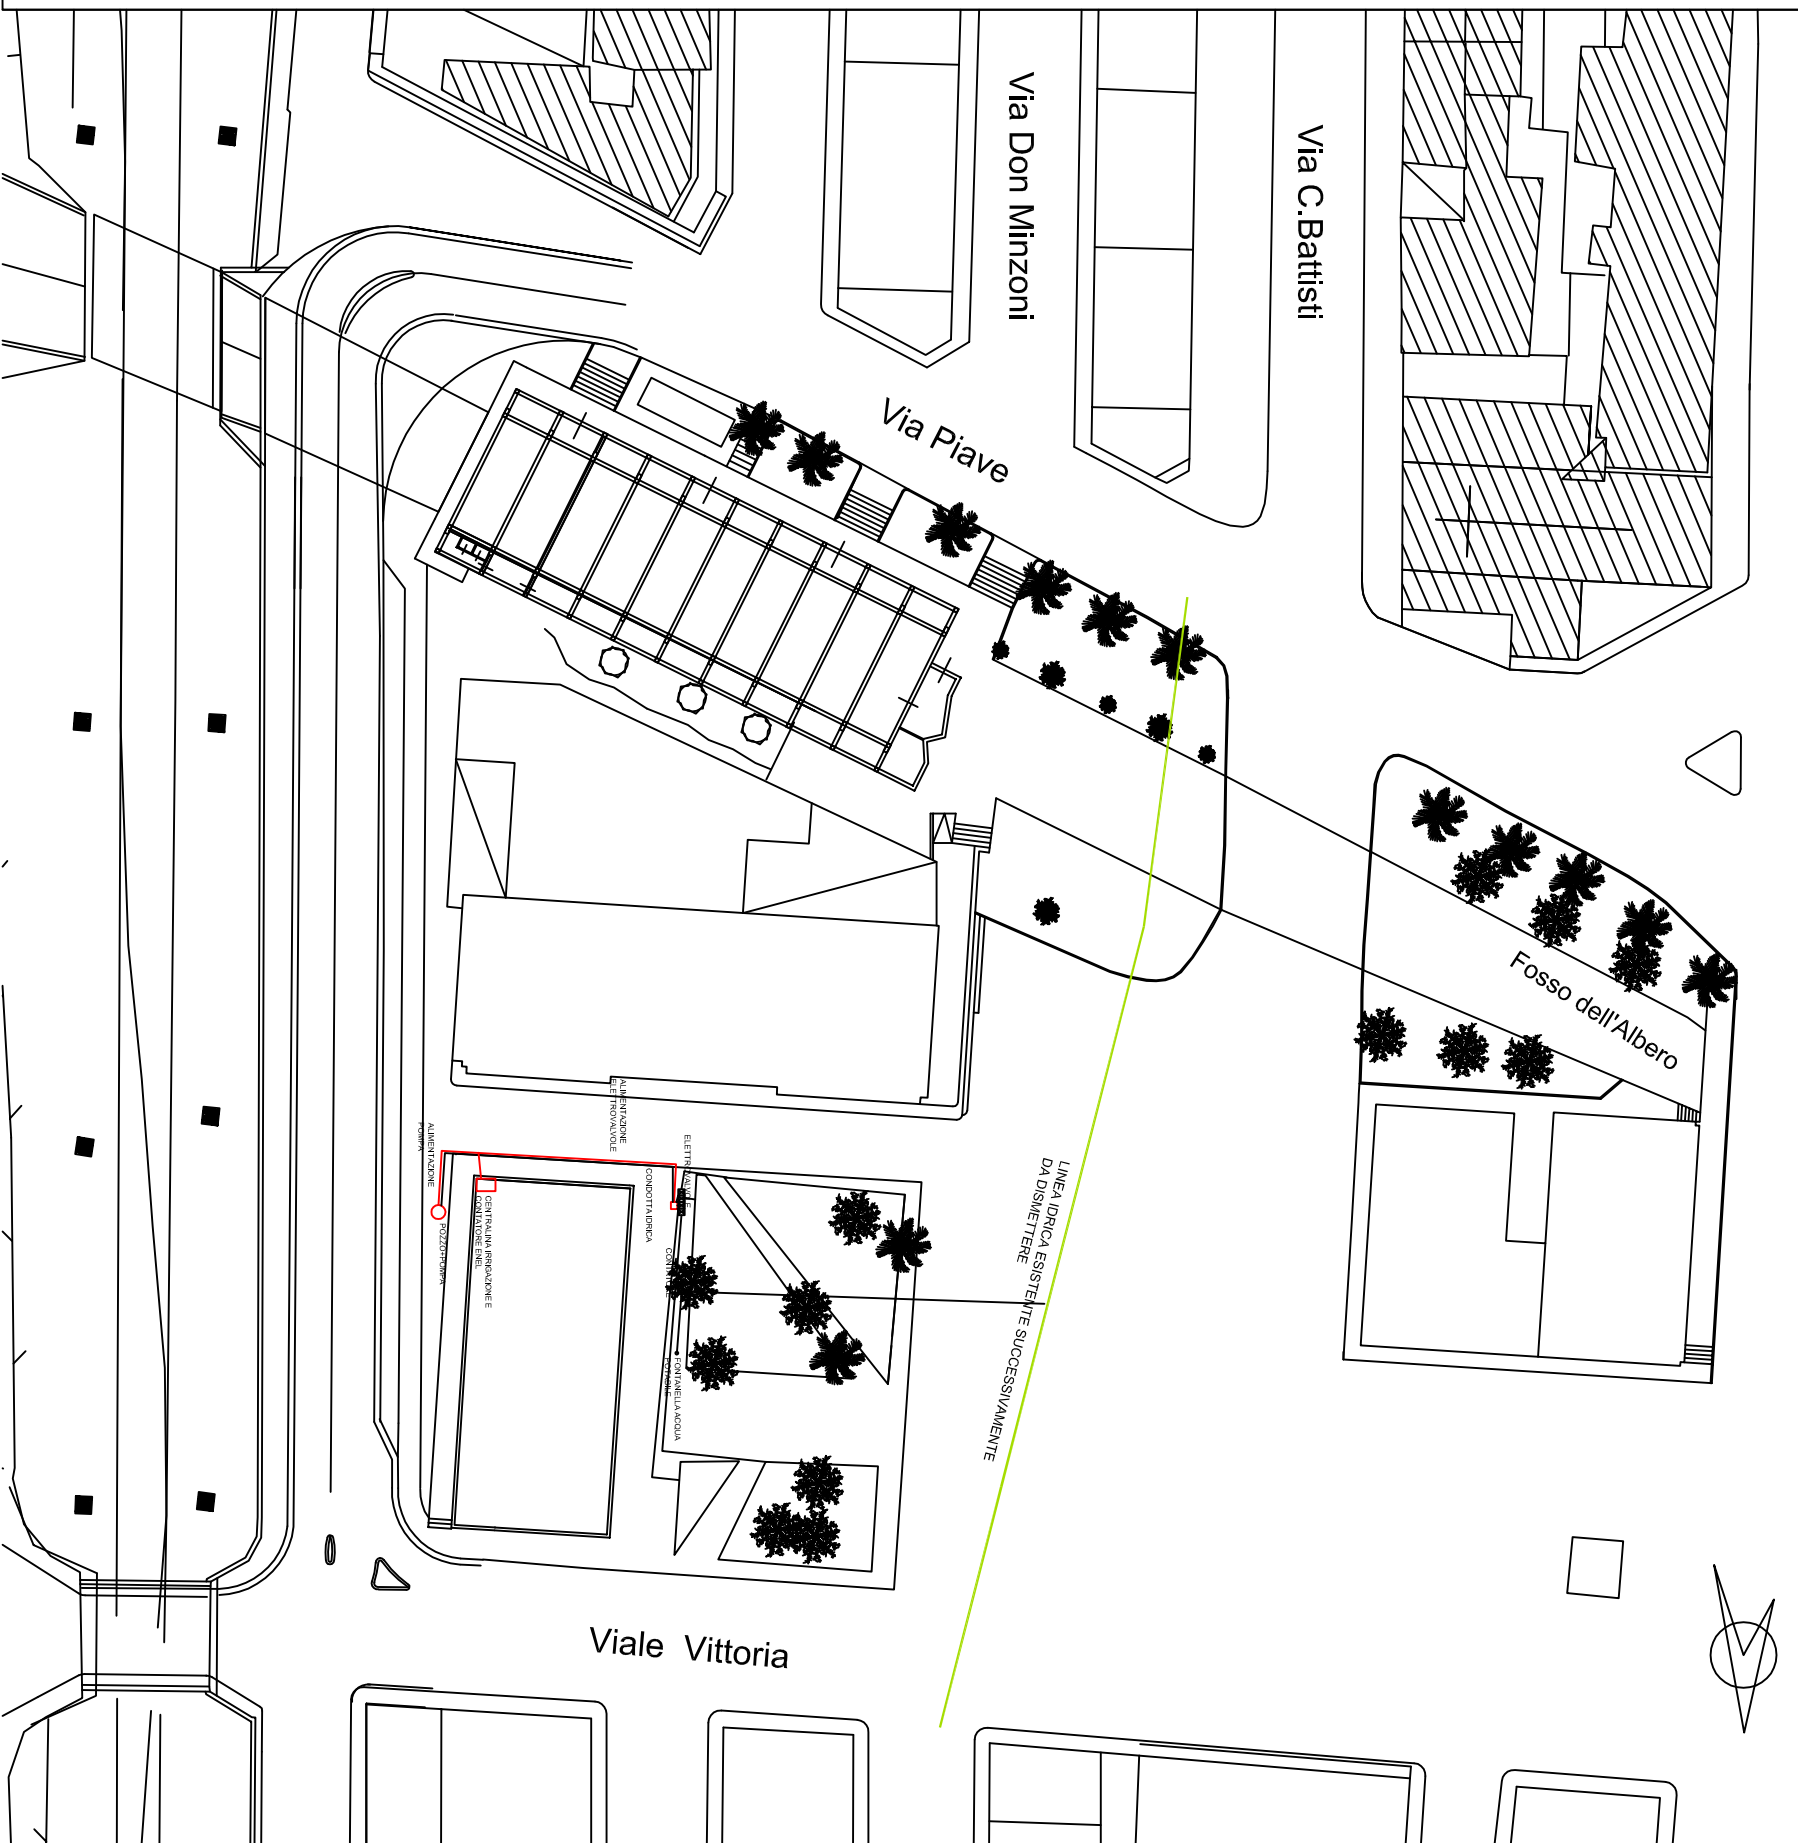 Via Don Minzoni
Via C.Battisti
Via Piave
Fosso dell'Albero
ALIMENTAZIONE
ELETTROVALVOLE
ALIMENTAZIONE
POMPA
ELETTROVALVOLE
CONDOTTA IDRICA
CENTRALINA IRRIGAZIONE E
CONTATORE ENEL
POZZO+POMPA
FONTANELLA ACQUA
POTABILE
LINEA IDRICA ESISTENTE SUCCESSIVAMENTE
DA DISMETTERE
Viale Vittoria